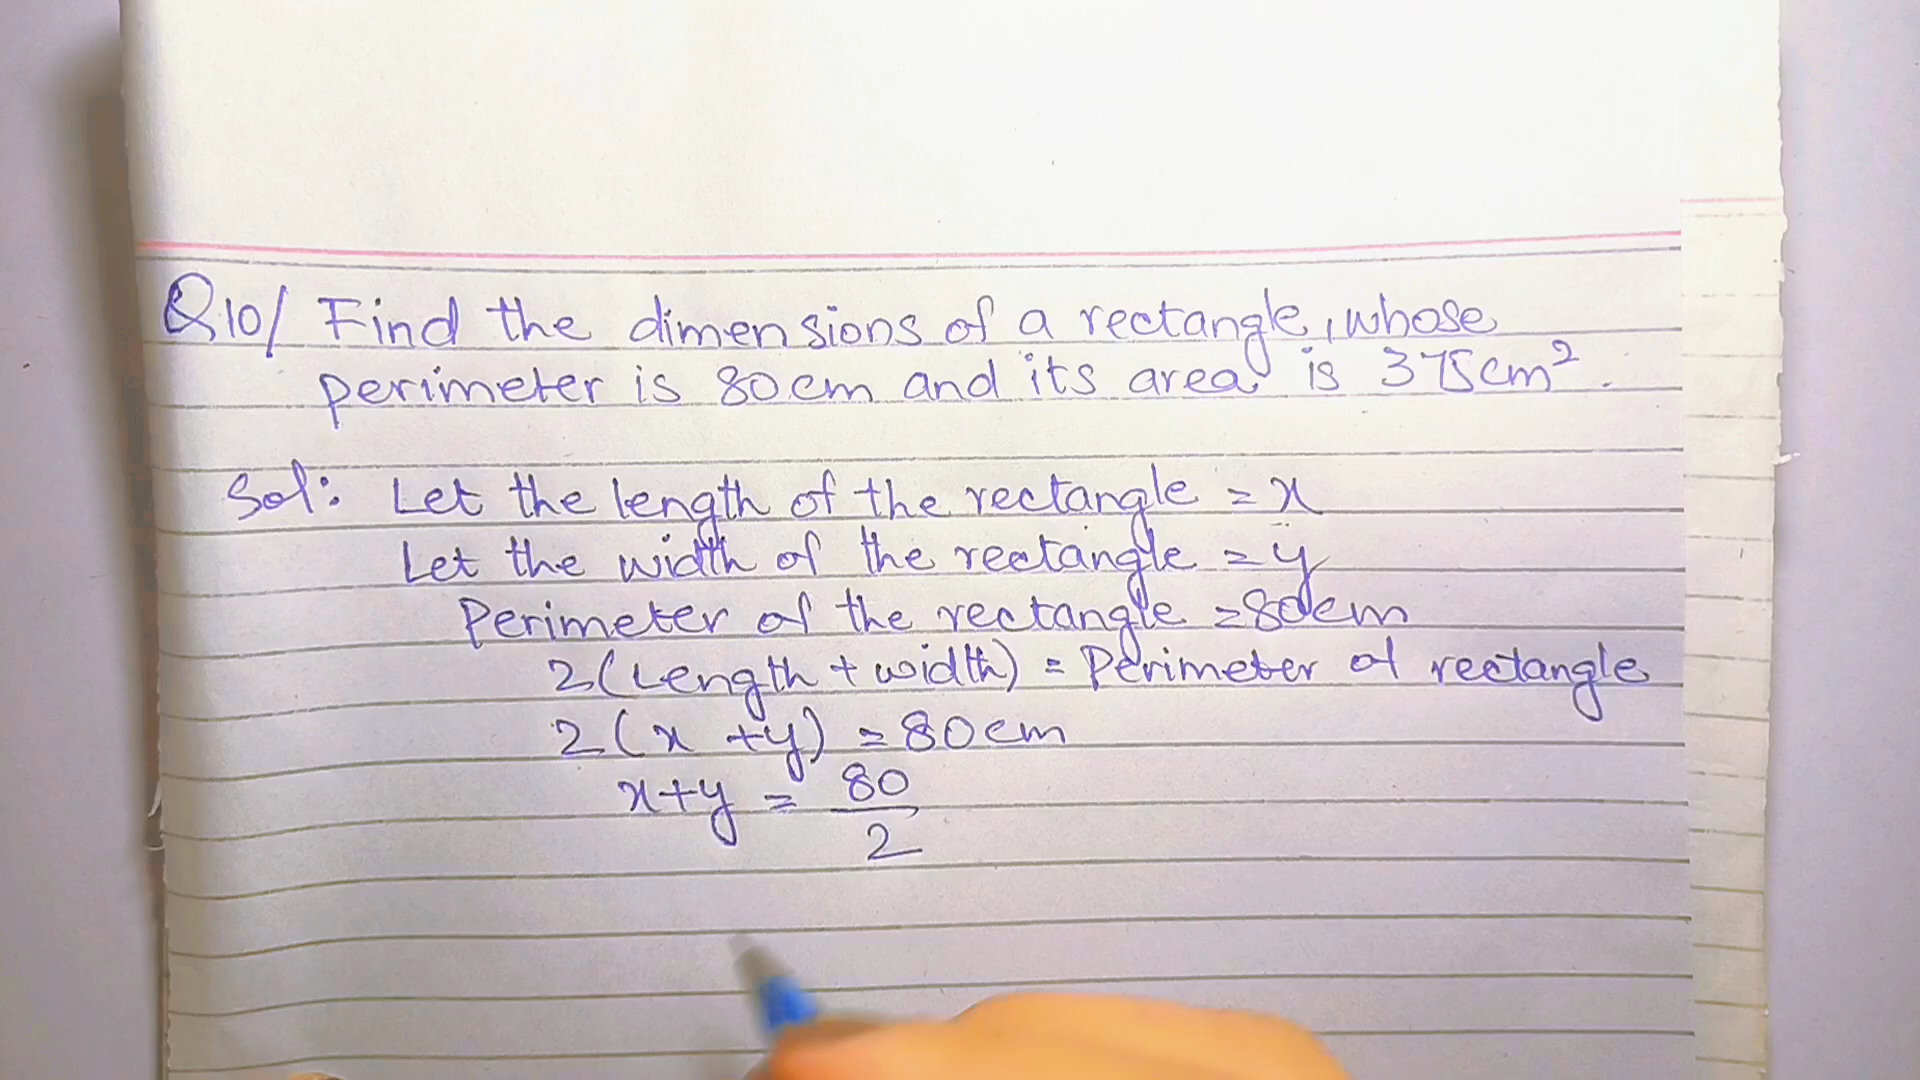 Q10/ Find the dimensions of a rectangle, whose
perimeter is 80cm and its area is 375cm².
Sol: Let the length of the rectangle = x
Let the width of the rectangle = y
Perimeter of the rectangle = 80cm
2(Length + width) = Perimeter of rectangle
2(x + y) = 80cm
x+y = 80/2